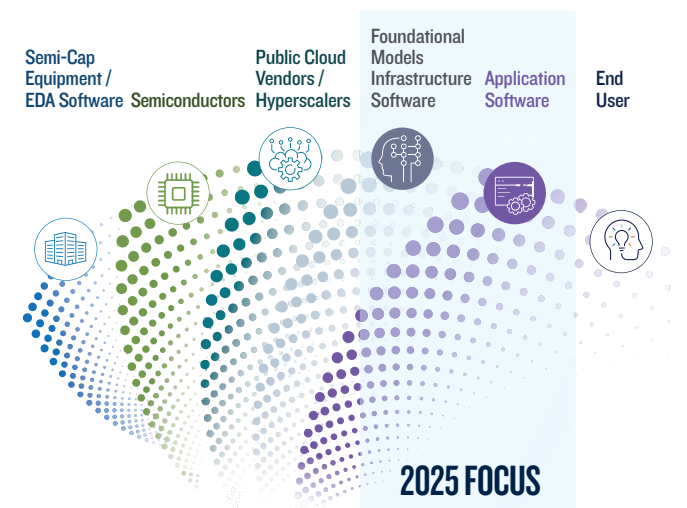 Semi-Cap
Equipment /
EDA Software
Semiconductors
Public Cloud
Vendors /
Hyperscalers
Foundational
Models
Infrastructure
Software
Application
Software
End
User
2025 FOCUS